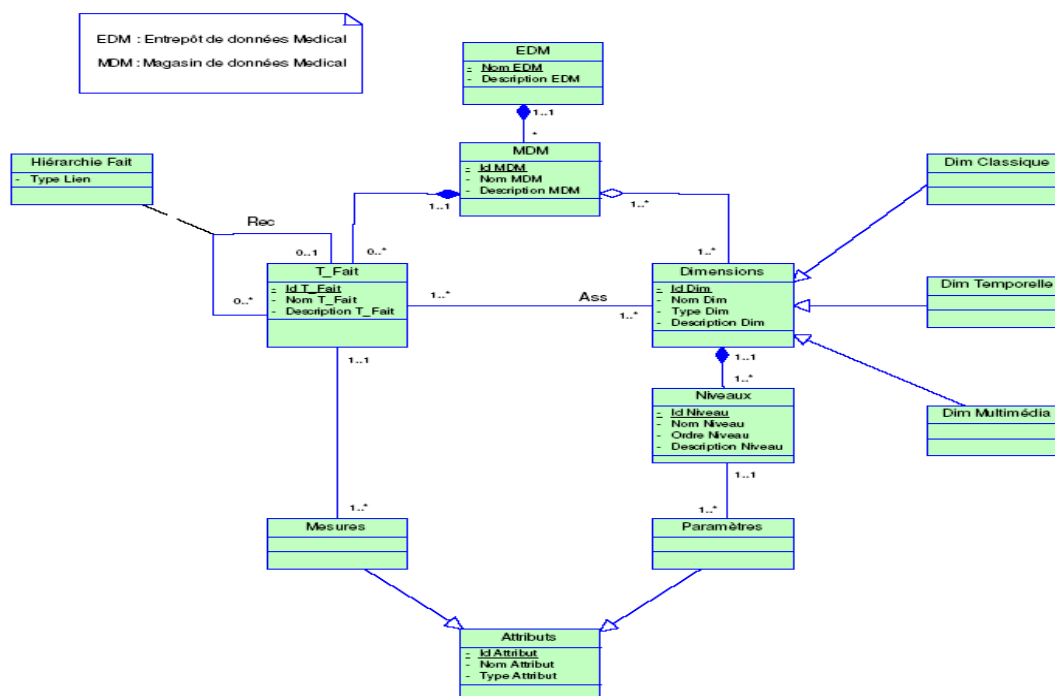 EDM : Entrepôt de données Medical
MDM : Magasin de données Medical
EDM
- Nom EDM
- Description EDM
1..1
*
MDM
- Id MDM
- Nom MDM
- Description MDM
1..1
1..*
Hiérarchie Fait
- Type Lien
Rec
0..1
0..*
0..*
T_Fait
- Id T_Fait
- Nom T_Fait
- Description T_Fait
1..*
Ass
1..*
1..*
Dimensions
- Id Dim
- Nom Dim
- Type Dim
- Description Dim
Dim Classique
Dim Temporelle
Dim Multimédia
1..1
1..*
Niveaux
- Id Niveau
- Nom Niveau
- Ordre Niveau
- Description Niveau
1..1
1..*
1..1
1..*
Mesures
Paramètres
Attributs
- Id Attribut
- Nom Attribut
- Type Attribut